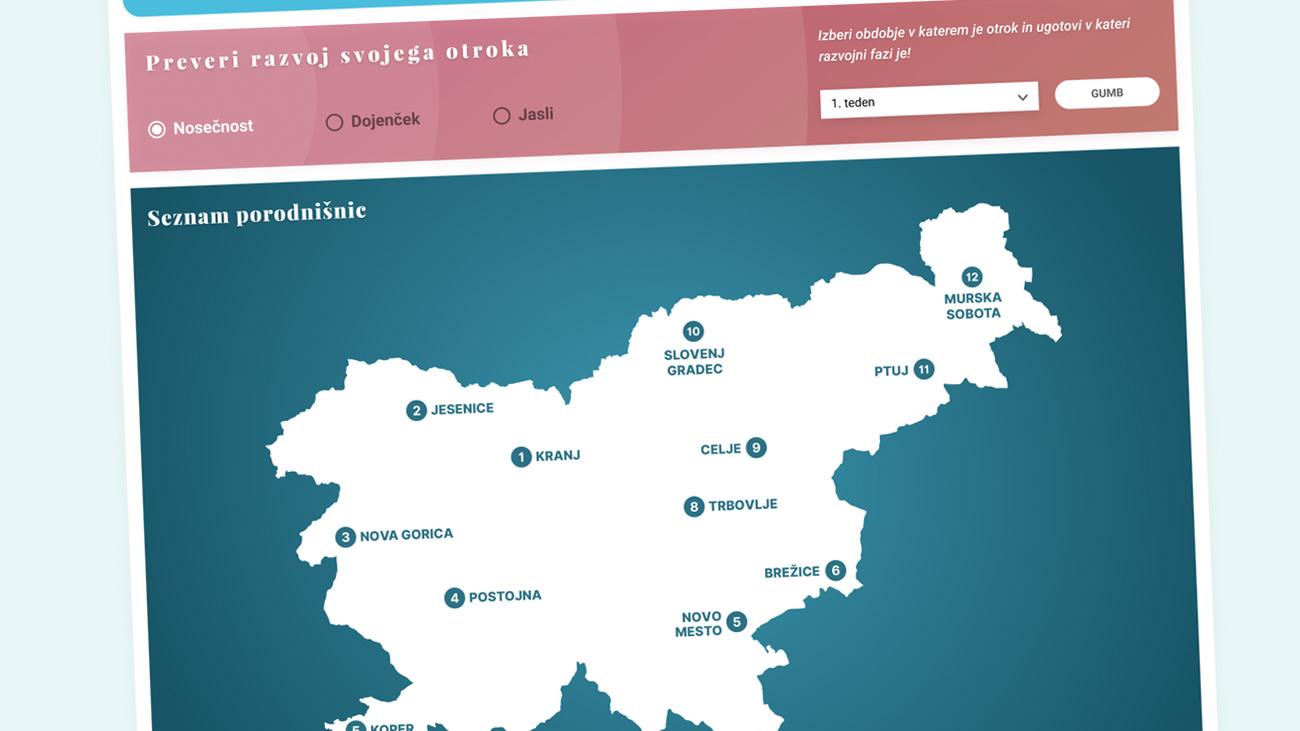 Preveri razvoj svojega otroka
Izberi obdobje v katerem je otrok in ugotovi v kateri
razvojni fazi je!
Nosečnost
Dojenček
Jasli
1. teden
GUMB
Seznam porodnišnic
12
MURSKA
SOBOTA
10
SLOVENJ
GRADEC
PTUJ 11
2 JESENICE
1 KRANJ
CELJE 9
8 TRBOVLJE
3 NOVA GORICA
BREŽICE 6
4 POSTOJNA
NOVO
MESTO 5
5 KOPER